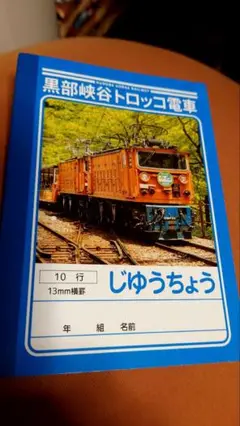 黒部峡谷トロッコ電車
10 行
13mm横罫
じゆうちょう
年 組 名前